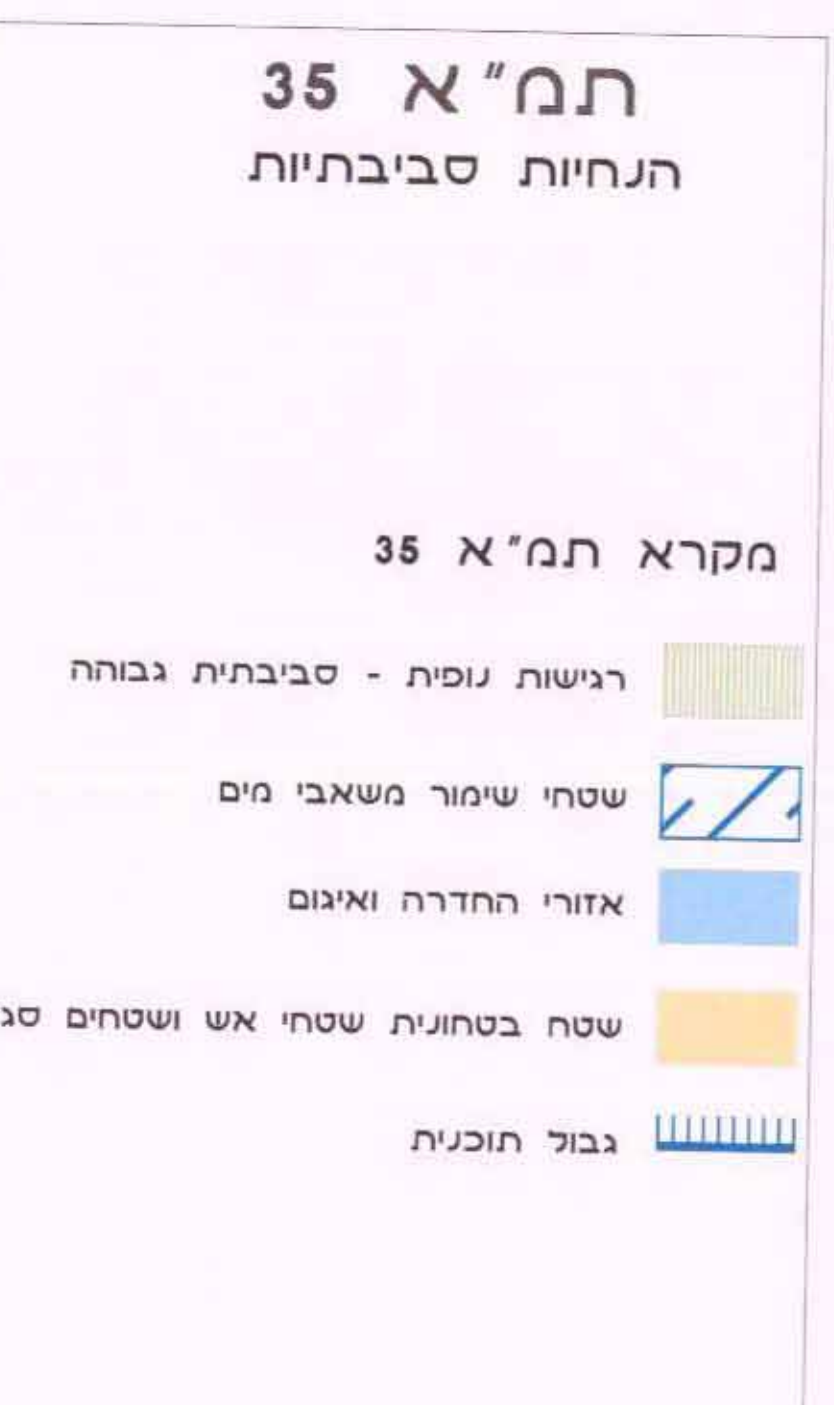 תמ"א 35
הנחיות סביבתיות
מקרא תמ"א 35
רגישות נופית - סביבתית גבוהה
שטחי שימור משאבי מים
אזורי החדרה ואיגום
שטח בטחונית שטחי אש ושטחים סג
גבול תוכנית